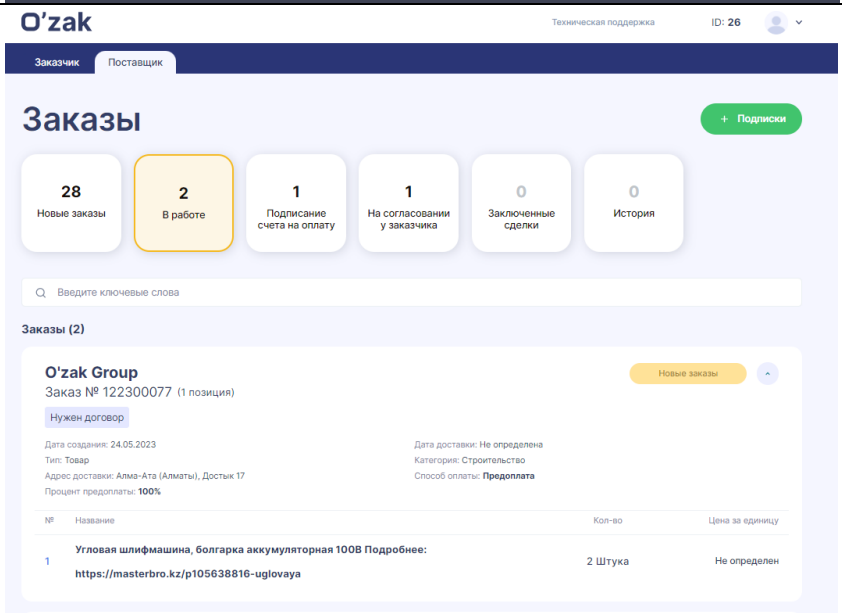 O'zak
Техническая поддержка
ID: 26
Заказчик
Поставщик
Заказы
+ Подписки
28
Новые заказы
2
В работе
1
Подписание
счета на оплату
1
На согласовании
у заказчика
0
Заключенные
сделки
0
История
Введите ключевые слова
Заказы (2)
O'zak Group
Новые заказы
Заказ № 122300077 (1 позиция)
Нужен договор
Дата создания: 24.05.2023
Дата доставки: Не определена
Тип: Товар
Категория: Строительство
Адрес доставки: Алма-Ата (Алматы), Достык 17
Способ оплаты: Предоплата
Процент предоплаты: 100%
№ Название Кол-во Цена за единицу
Угловая шлифмашина, болгарка аккумуляторная 100В Подробнее:
1 2 Штука Не определен
https://masterbro.kz/p105638816-uglovaya